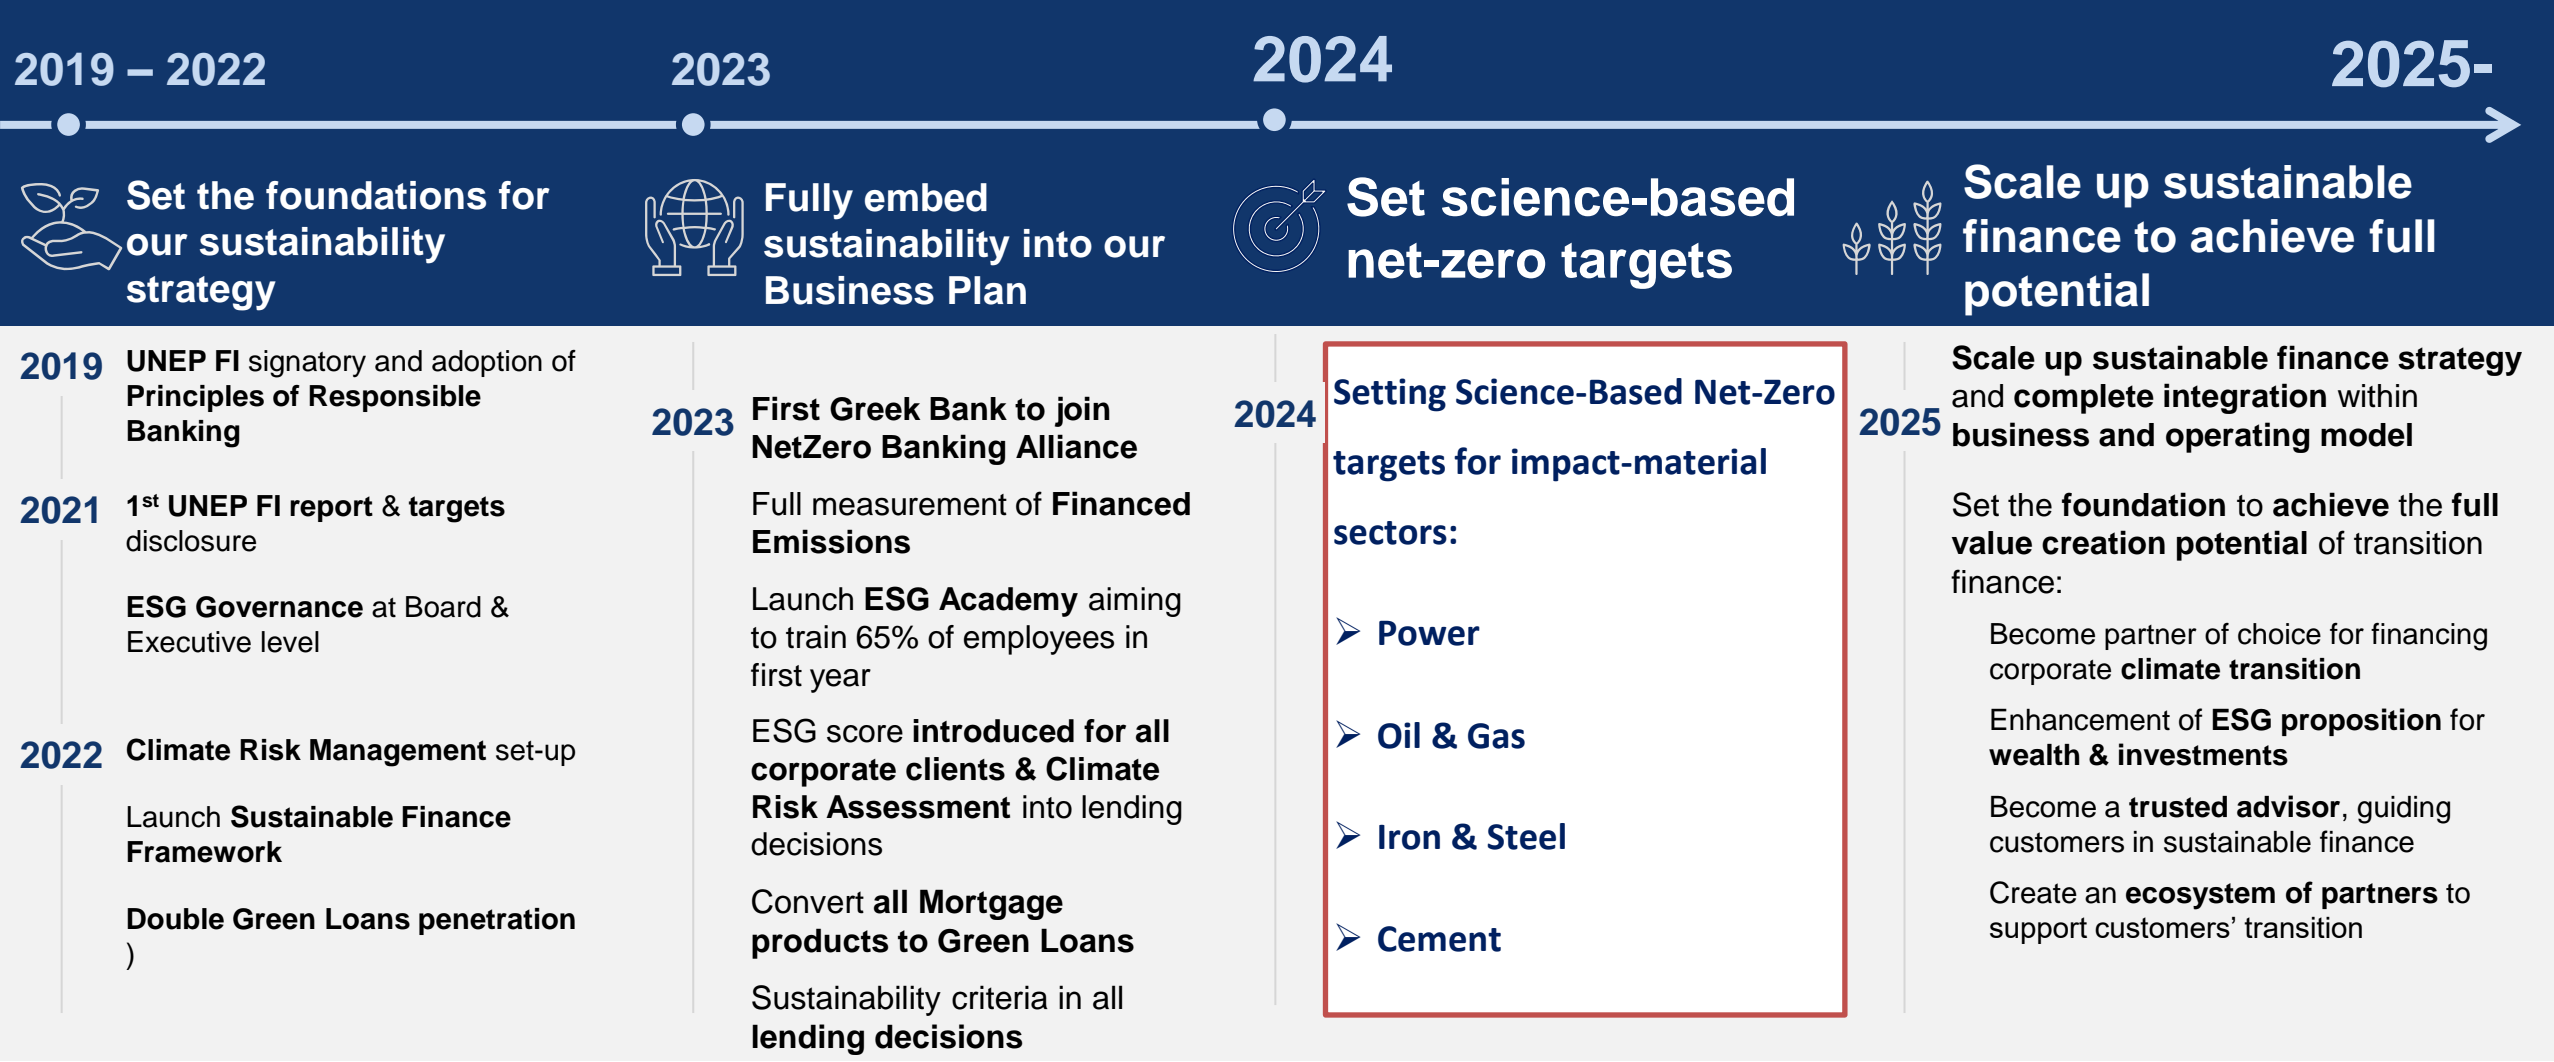 2019 – 2022
2023
2024
2025-
Set the foundations for
our sustainability
strategy
Fully embed
sustainability into our
Business Plan
Set science-based
net-zero targets
Scale up sustainable
finance to achieve full
potential
2019
UNEP FI signatory and adoption of
Principles of Responsible
Banking
2021
1st UNEP FI report & targets
disclosure
ESG Governance at Board &
Executive level
2022
Climate Risk Management set-up
Launch Sustainable Finance
Framework
Double Green Loans penetration
)
2023
First Greek Bank to join
NetZero Banking Alliance
Full measurement of Financed
Emissions
Launch ESG Academy aiming
to train 65% of employees in
first year
ESG score introduced for all
corporate clients & Climate
Risk Assessment into lending
decisions
Convert all Mortgage
products to Green Loans
Sustainability criteria in all
lending decisions
2024
Setting Science-Based Net-Zero
targets for impact-material
sectors:
➢ Power
➢ Oil & Gas
➢ Iron & Steel
➢ Cement
2025
Scale up sustainable finance strategy
and complete integration within
business and operating model
Set the foundation to achieve the full
value creation potential of transition
finance:
Become partner of choice for financing
corporate climate transition
Enhancement of ESG proposition for
wealth & investments
Become a trusted advisor, guiding
customers in sustainable finance
Create an ecosystem of partners to
support customers’ transition